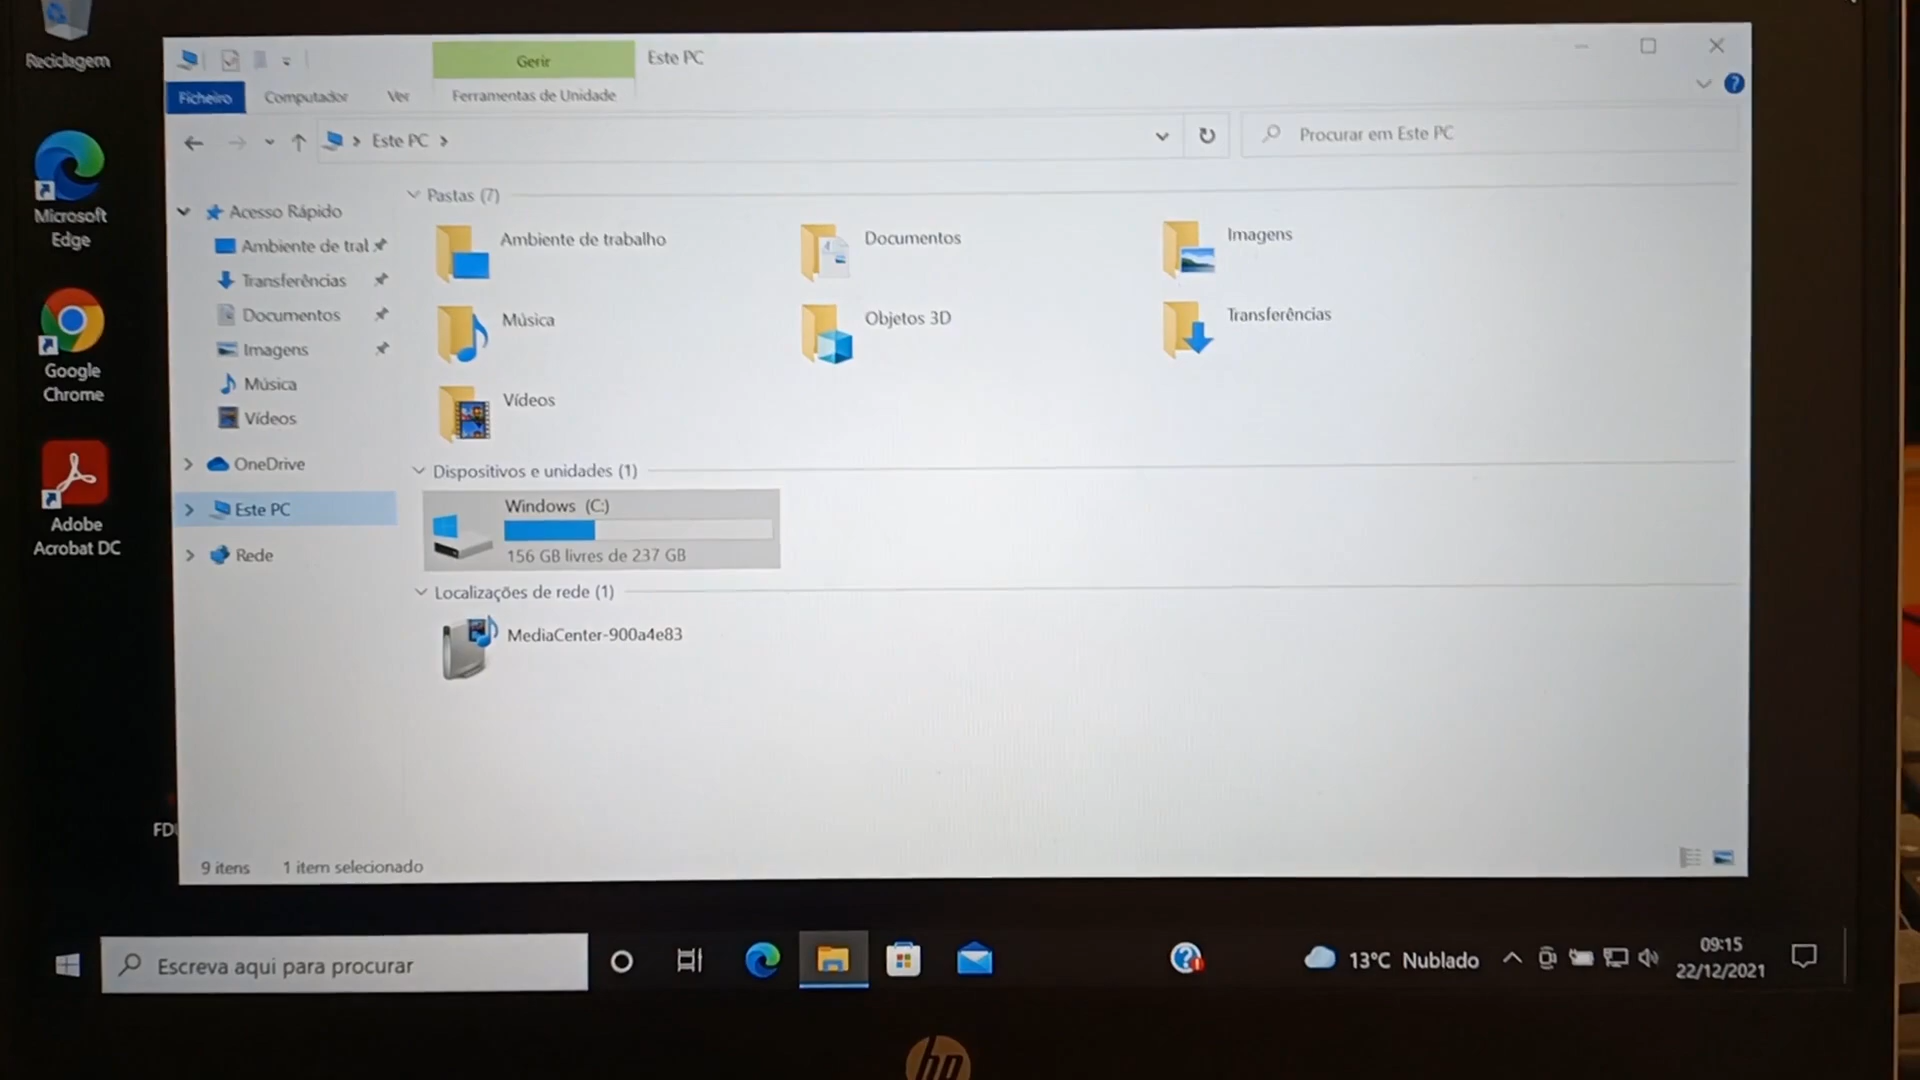 Reciclagem
Gerir
Este PC
Ficheiro
Computador
Ver
Ferramentas de Unidade
Este PC
Procurar em Este PC
Microsoft
Edge
Google
Chrome
Adobe
Acrobat DC
Acesso Rápido
Ambiente de tral
Transferências
Documentos
Imagens
Música
Vídeos
OneDrive
Este PC
Rede
Pastas (7)
Ambiente de trabalho
Documentos
Imagens
Música
Objetos 3D
Transferências
Vídeos
Dispositivos e unidades (1)
Windows (C:)
156 GB livres de 237 GB
Localizações de rede (1)
MediaCenter-900a4e83
FD
9 itens
1 item selecionado
Escreva aqui para procurar
13°C Nublado
09:15
22/12/2021
hp